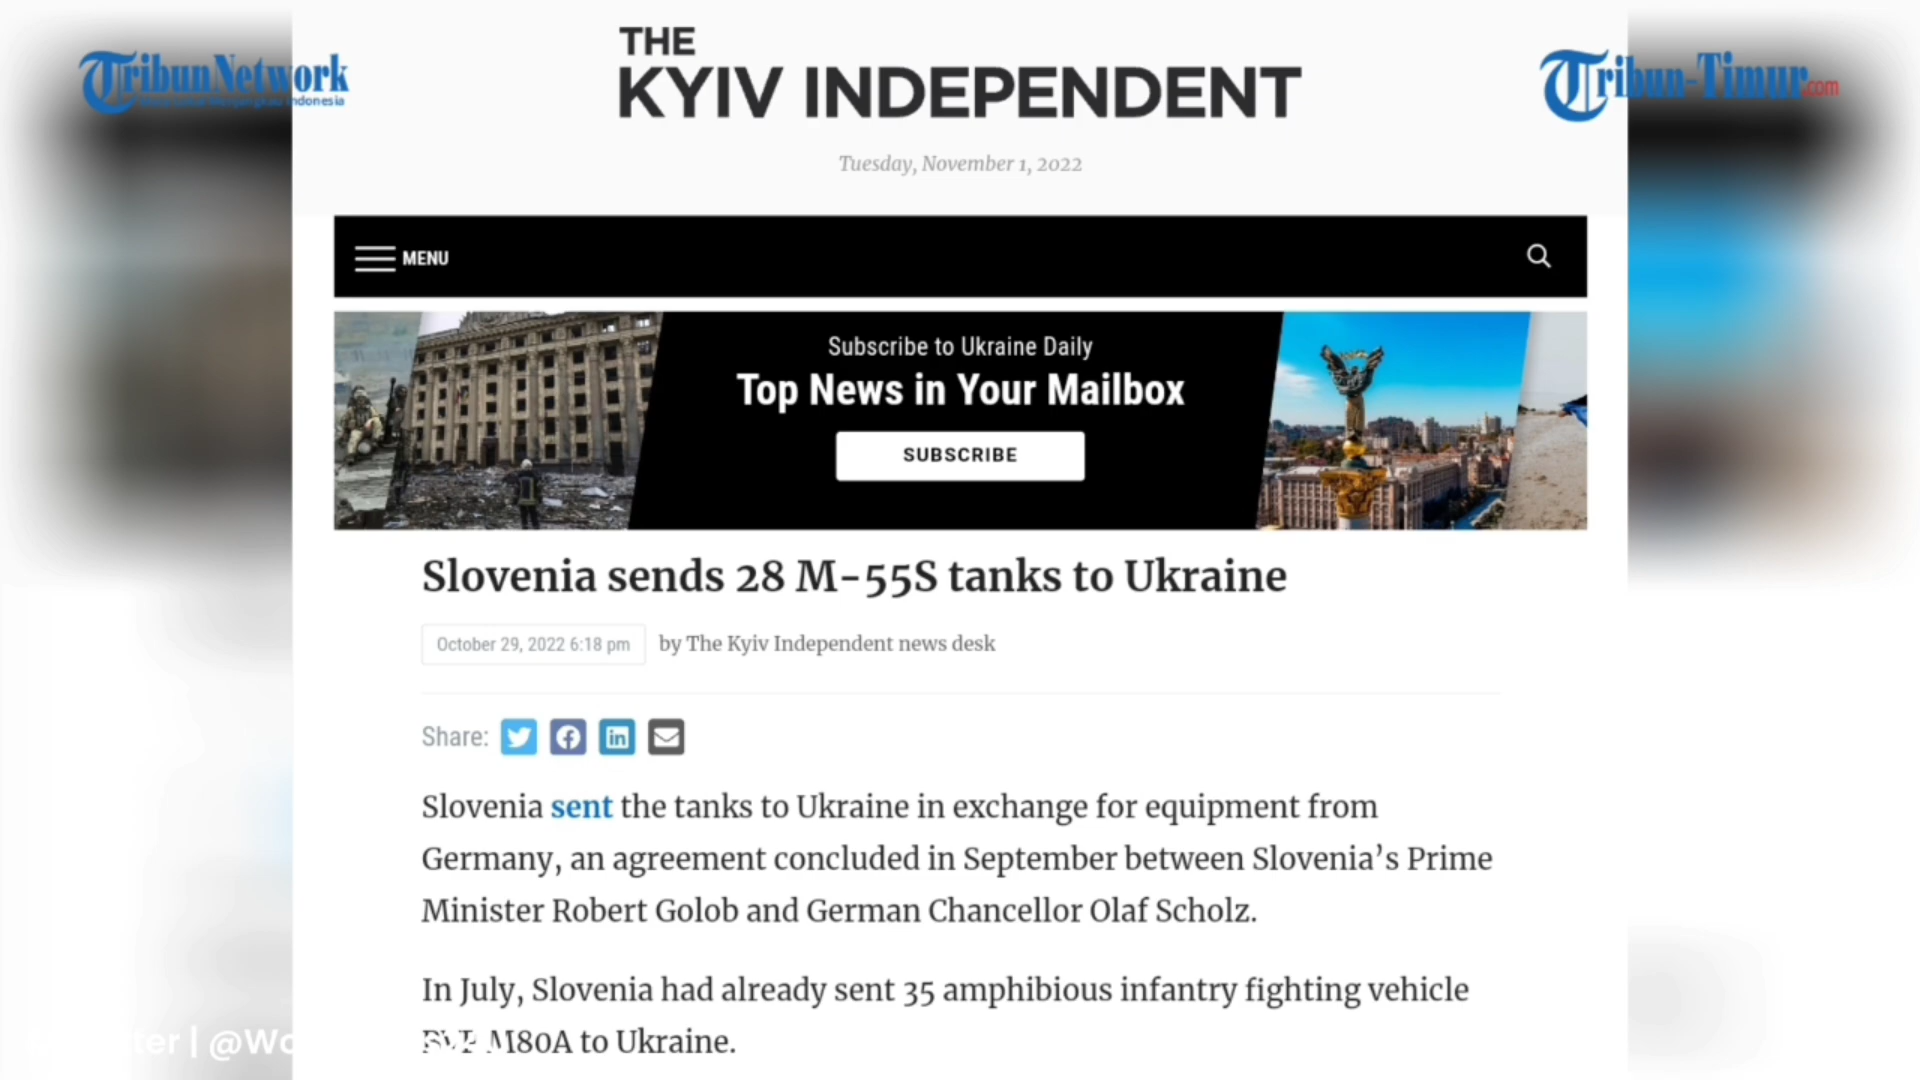 THE
KYIV INDEPENDENT
Tribun Network
Indonesia
Tribun-Timur.com
Tuesday, November 1, 2022
MENU
Subscribe to Ukraine Daily
Top News in Your Mailbox
SUBSCRIBE
Slovenia sends 28 M-55S tanks to Ukraine
October 29, 2022 6:18 pm by The Kyiv Independent news desk
Share:
Slovenia sent the tanks to Ukraine in exchange for equipment from
Germany, an agreement concluded in September between Slovenia’s Prime
Minister Robert Golob and German Chancellor Olaf Scholz.
In July, Slovenia had already sent 35 amphibious infantry fighting vehicle
M80A to Ukraine.